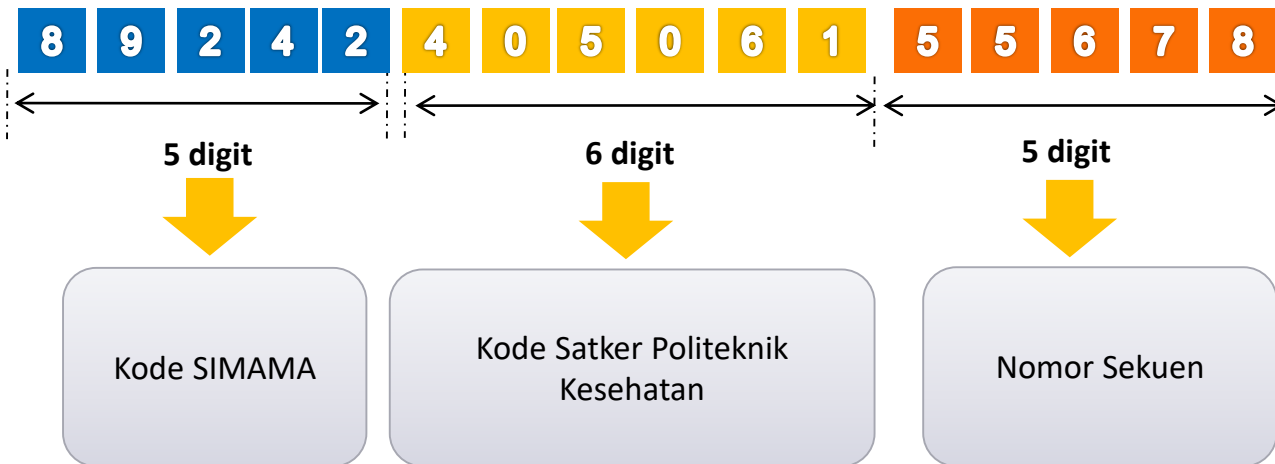 8 9 2 4 2 4 0 5 0 6 1 5 5 6 7 8
5 digit 6 digit 5 digit
Kode SIMAMA
Kode Satker Politeknik
Kesehatan
Nomor Sekuen